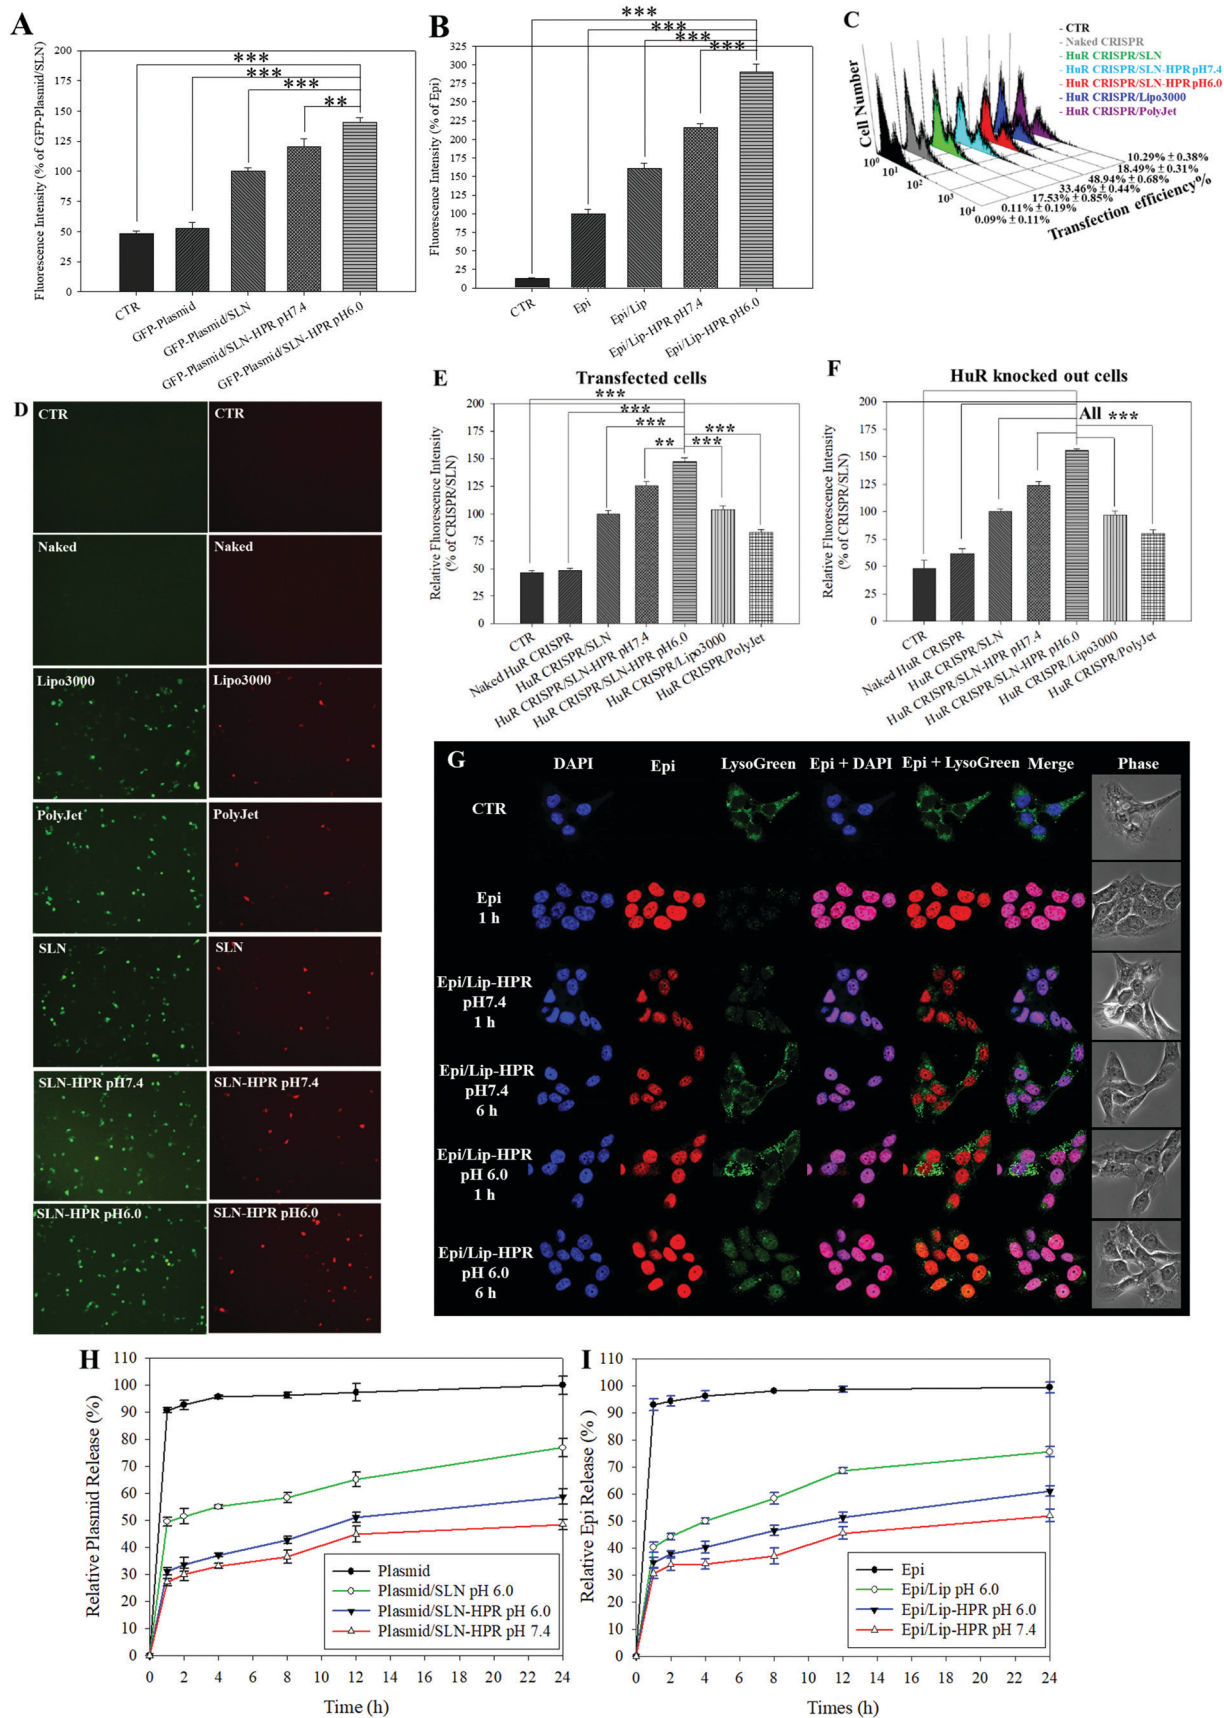 A
Fluorescence Intensity (% of GFP-Plasmid/SLN)
200
175
150
125
100
75
50
25
0
***
***
***
**
CTR
GFP-Plasmid
GFP-Plasmid/SLN
GFP-Plasmid/SLN-HPR pH7.4
GFP-Plasmid/SLN-HPR pH6.0
B
Fluorescence Intensity (% of Epi)
325
300
275
250
225
200
175
150
125
100
75
50
25
0
***
***
***
***
CTR
Epi
Epi/Lip
Epi/Lip-HPR pH7.4
Epi/Lip-HPR pH6.0
C
Cell Number
- CTR
- Naked CRISPR
- HuR CRISPR/SLN
- HuR CRISPR/SLN-HPR pH7.4
- HuR CRISPR/SLN-HPR pH6.0
- HuR CRISPR/Lipo3000
- HuR CRISPR/PolyJet
10⁰
10¹
10²
10³
10⁴
10.29% ± 0.38%
18.49% ± 0.31%
48.94% ± 0.68%
33.46% ± 0.44%
17.53% ± 0.85%
0.11% ± 0.19%
0.09% ± 0.11%
Transfection efficiency%
D
CTR CTR
Naked Naked
Lipo3000 Lipo3000
PolyJet PolyJet
SLN SLN
SLN-HPR pH7.4 SLN-HPR pH7.4
SLN-HPR pH6.0 SLN-HPR pH6.0
E
Transfected cells
Relative Fluorescence Intensity
(% of CRISPR/SLN)
200
175
150
125
100
75
50
25
0
***
***
***
***
**
***
CTR
Naked HuR CRISPR
HuR CRISPR/SLN
HuR CRISPR/SLN-HPR pH7.4
HuR CRISPR/SLN-HPR pH6.0
HuR CRISPR/Lipo3000
HuR CRISPR/PolyJet
F
HuR knocked out cells
Relative Fluorescence Intensity
(% of CRISPR/SLN)
200
175
150
125
100
75
50
25
0
All ***
CTR
Naked HuR CRISPR
HuR CRISPR/SLN
HuR CRISPR/SLN-HPR pH7.4
HuR CRISPR/SLN-HPR pH6.0
HuR CRISPR/Lipo3000
HuR CRISPR/PolyJet
G
DAPI Epi LysoGreen Epi + DAPI Epi + LysoGreen Merge Phase
CTR
Epi
1 h
Epi/Lip-HPR
pH7.4
1 h
Epi/Lip-HPR
pH7.4
6 h
Epi/Lip-HPR
pH 6.0
1 h
Epi/Lip-HPR
pH 6.0
6 h
H
Relative Plasmid Release (%)
110
100
90
80
70
60
50
40
30
20
10
0
Plasmid
Plasmid/SLN pH 6.0
Plasmid/SLN-HPR pH 6.0
Plasmid/SLN-HPR pH 7.4
0 2 4 6 8 10 12 14 16 18 20 22 24
Time (h)
I
Relative Epi Release (% )
110
100
90
80
70
60
50
40
30
20
10
0
Epi
Epi/Lip pH 6.0
Epi/Lip-HPR pH 6.0
Epi/Lip-HPR pH 7.4
0 2 4 6 8 10 12 14 16 18 20 22 24
Times (h)